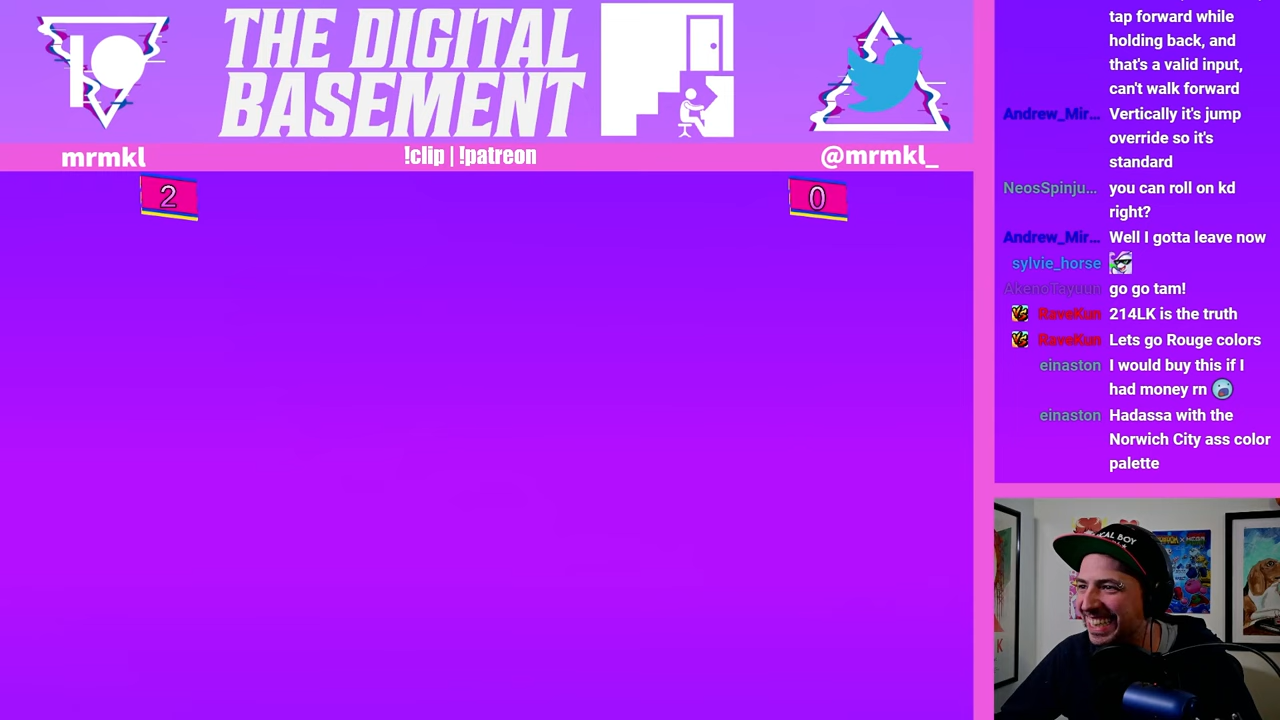 THE DIGITAL
BASEMENT
mrmkl
!clip | !patreon
@mrmkl_
2
0
tap forward while
holding back, and
that's a valid input,
can't walk forward
Andrew_Mir... Vertically it's jump
override so it's
standard
NeosSpinju... you can roll on kd
right?
Andrew_Mir... Well I gotta leave now
sylvie_horse
AkenoTayuun go go tam!
RaveKun 214LK is the truth
RaveKun Lets go Rouge colors
einaston I would buy this if I
had money rn
einaston Hadassa with the
Norwich City ass color
palette